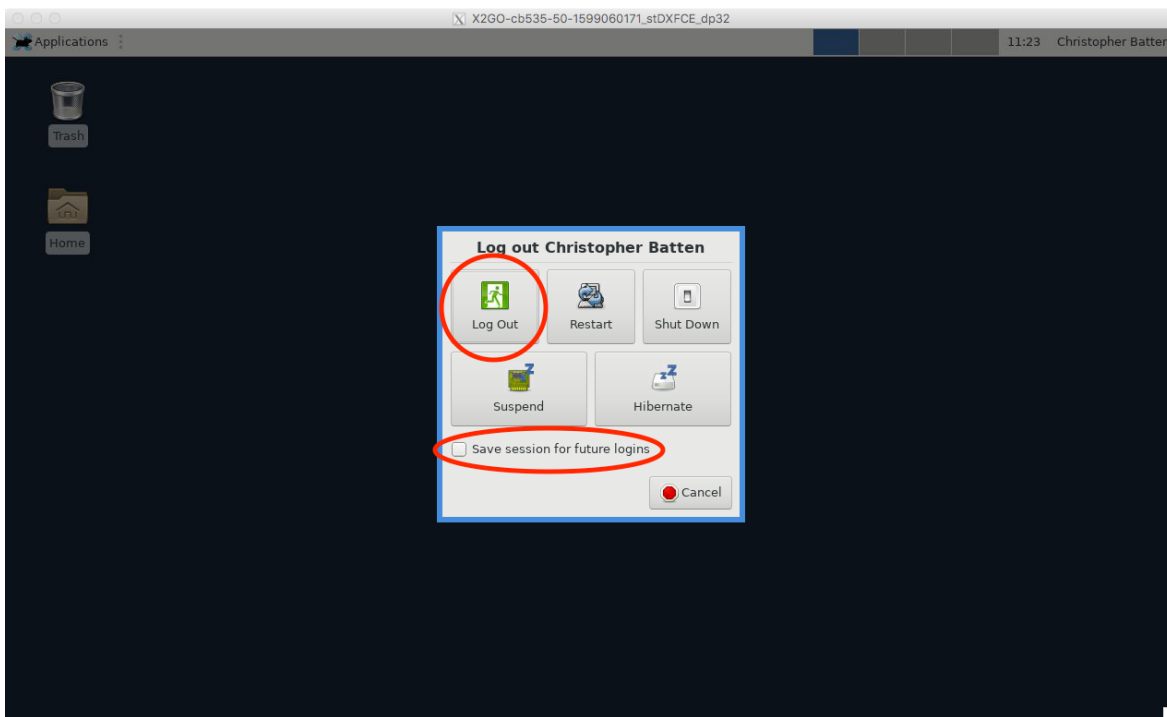 X2GO-cb535-50-1599060171_stDXFCE_dp32
Applications 11:23 Christopher Batten
Trash
Home
Log out Christopher Batten
Log Out Restart Shut Down
Suspend Hibernate
Save session for future logins
Cancel